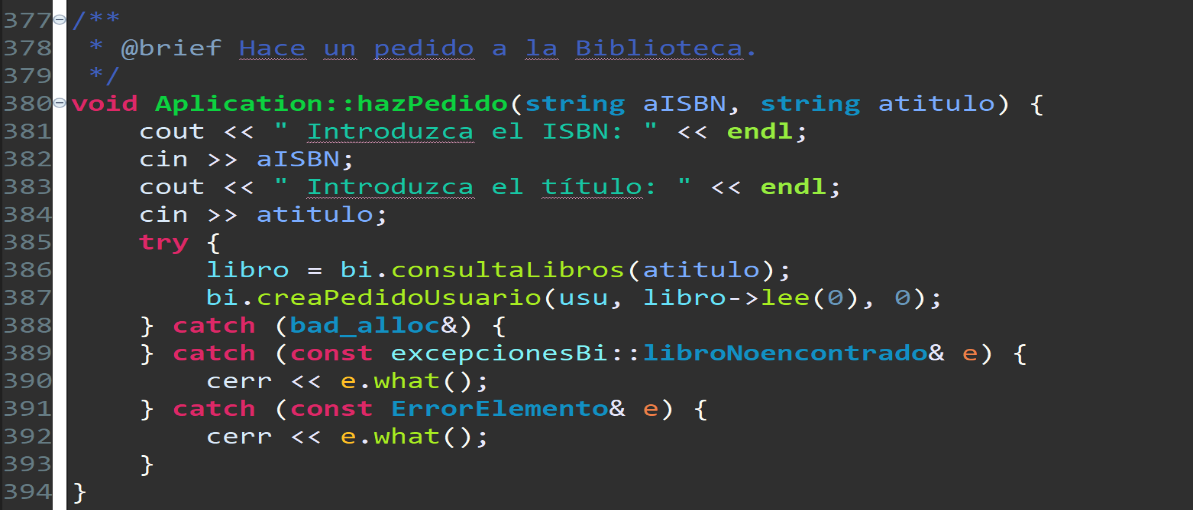 377 /**
378  * @brief Hace un pedido a la Biblioteca.
379  */
380 void Aplication::hazPedido(string aISBN, string atitulo) {
381     cout << " Introduzca el ISBN: " << endl;
382     cin >> aISBN;
383     cout << " Introduzca el título: " << endl;
384     cin >> atitulo;
385     try {
386         libro = bi.consultaLibros(atitulo);
387         bi.creaPedidoUsuario(usu, libro->lee(0), 0);
388     } catch (bad_alloc&) {
389     } catch (const excepcionesBi::libroNoencontrado& e) {
390         cerr << e.what();
391     } catch (const ErrorElemento& e) {
392         cerr << e.what();
393     }
394 }